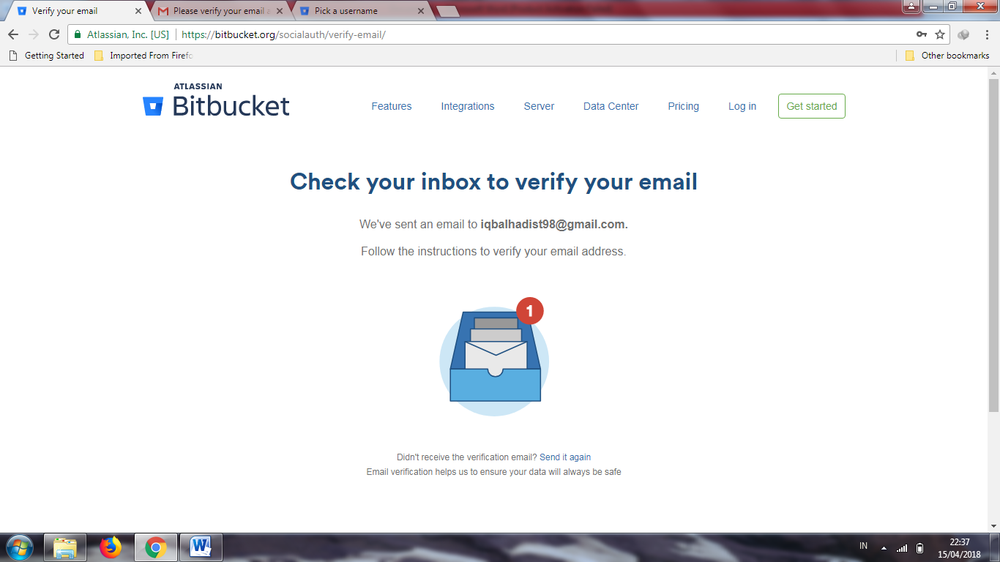 Verify your email
Please verify your email a
Pick a username
Atlassian, Inc. [US]
https://bitbucket.org/socialauth/verify-email/
Getting Started
Imported From Firefo
Other bookmarks
ATLASSIAN
Bitbucket
Features
Integrations
Server
Data Center
Pricing
Log in
Get started
Check your inbox to verify your email
We've sent an email to iqbalhadist98@gmail.com.
Follow the instructions to verify your email address.
1
Didn't receive the verification email? Send it again
Email verification helps us to ensure your data will always be safe
W
IN
22:37
15/04/2018